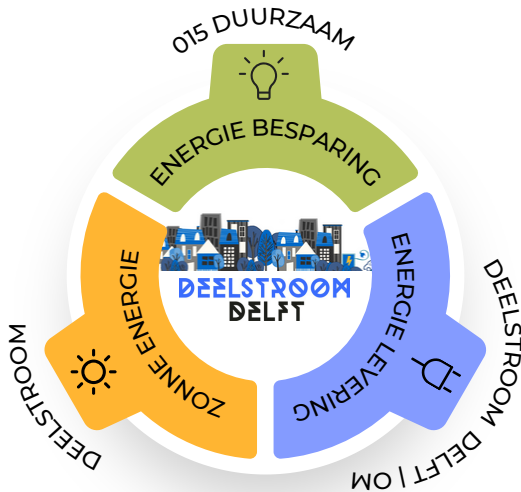 015 DUURZAAM
ENERGIE BESPARING
DEELSTROOM
DELFT
ZONNE ENERGIE
ENERGIE LEVERING
DEELSTROOM
DEELSTROOM DELFT | OM